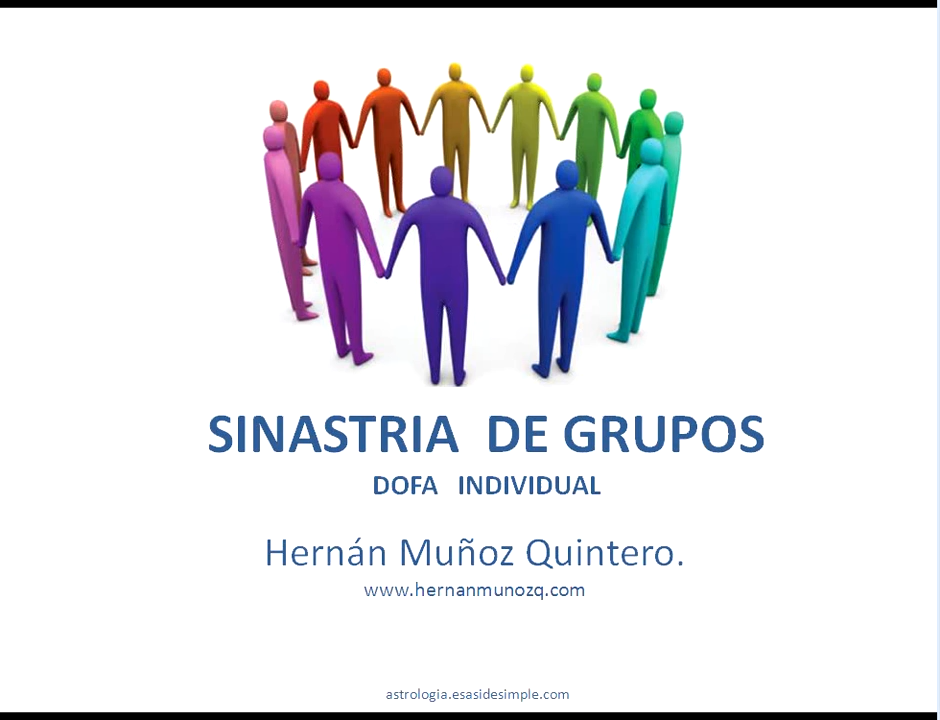 SINASTRIA DE GRUPOS
DOFA INDIVIDUAL
Hernán Muñoz Quintero.
www.hernanmunozq.com
astrologia.esasidesimple.com